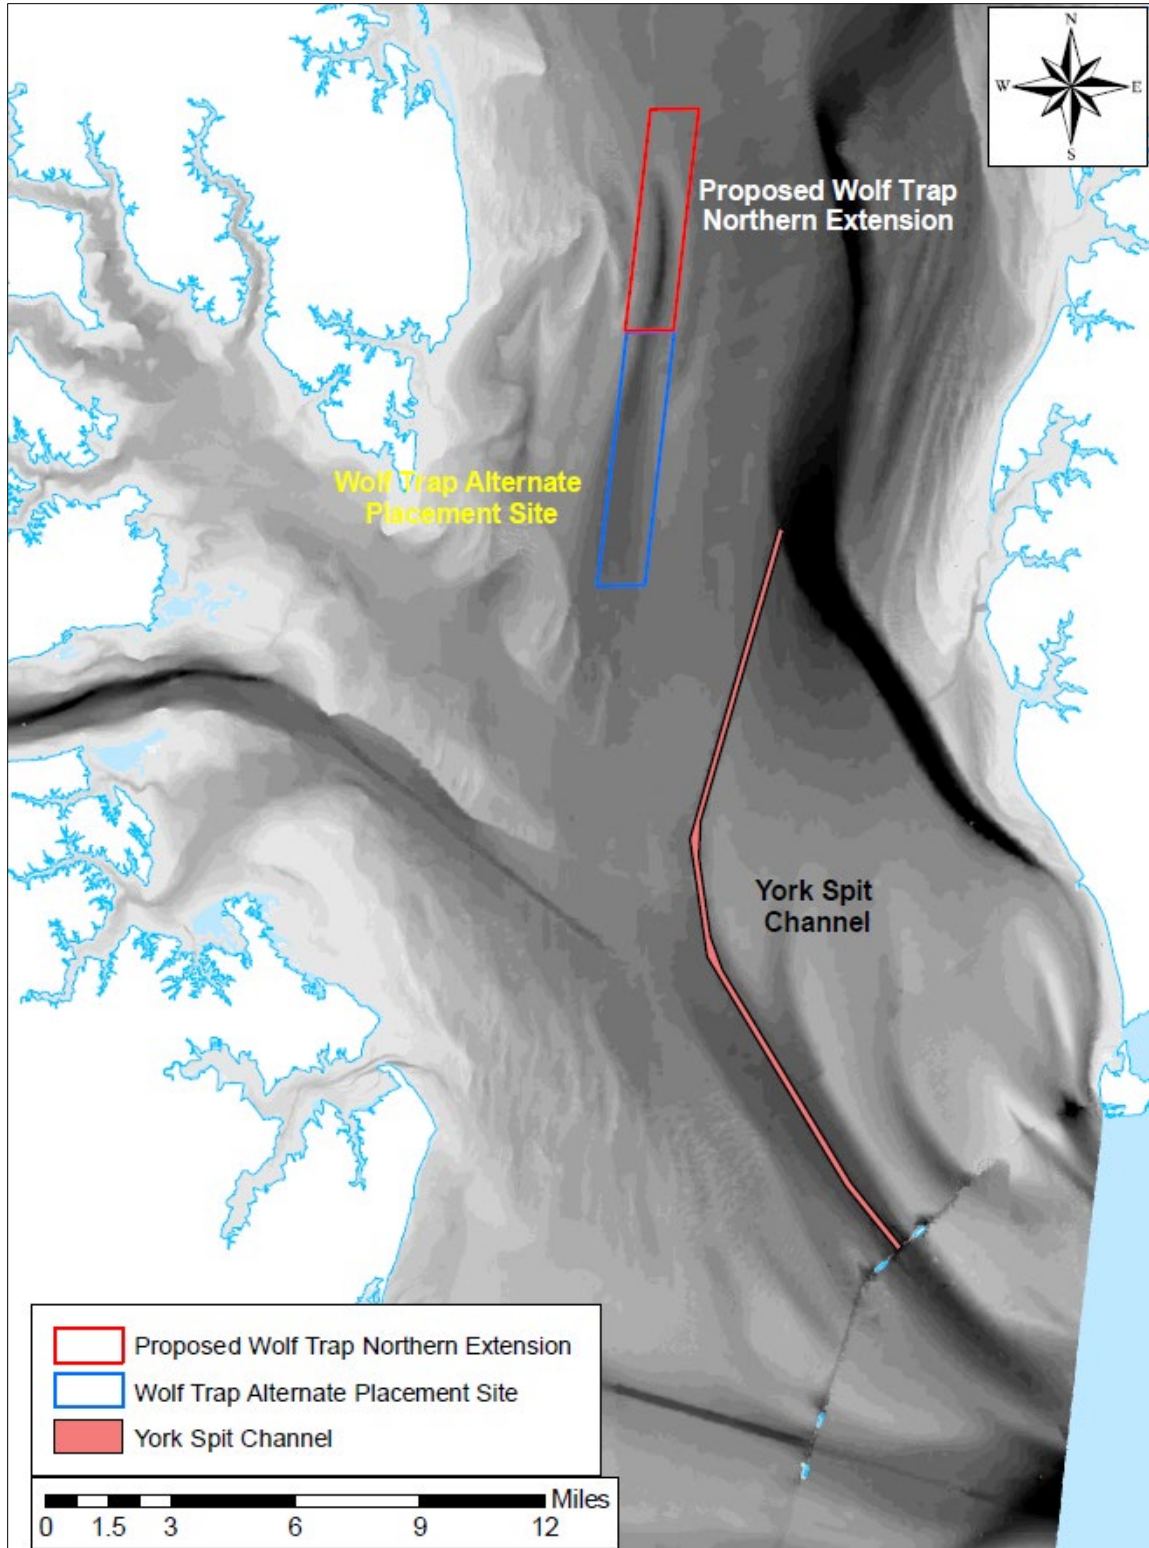 N
W
E
S
Proposed Wolf Trap
Northern Extension
Wolf Trap Alternate
Placement Site
York Spit
Channel
Proposed Wolf Trap Northern Extension
Wolf Trap Alternate Placement Site
York Spit Channel
Miles
0 1.5 3 6 9 12